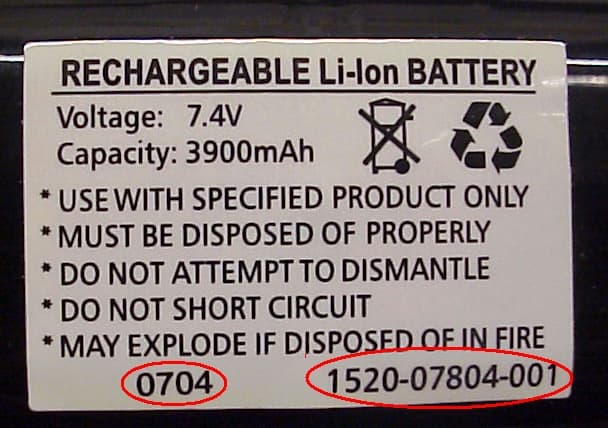 RECHARGEABLE Li-Ion BATTERY
Voltage: 7.4V
Capacity: 3900mAh
* USE WITH SPECIFIED PRODUCT ONLY
* MUST BE DISPOSED OF PROPERLY
* DO NOT ATTEMPT TO DISMANTLE
* DO NOT SHORT CIRCUIT
* MAY EXPLODE IF DISPOSED OF IN FIRE
0704 1520-07804-001